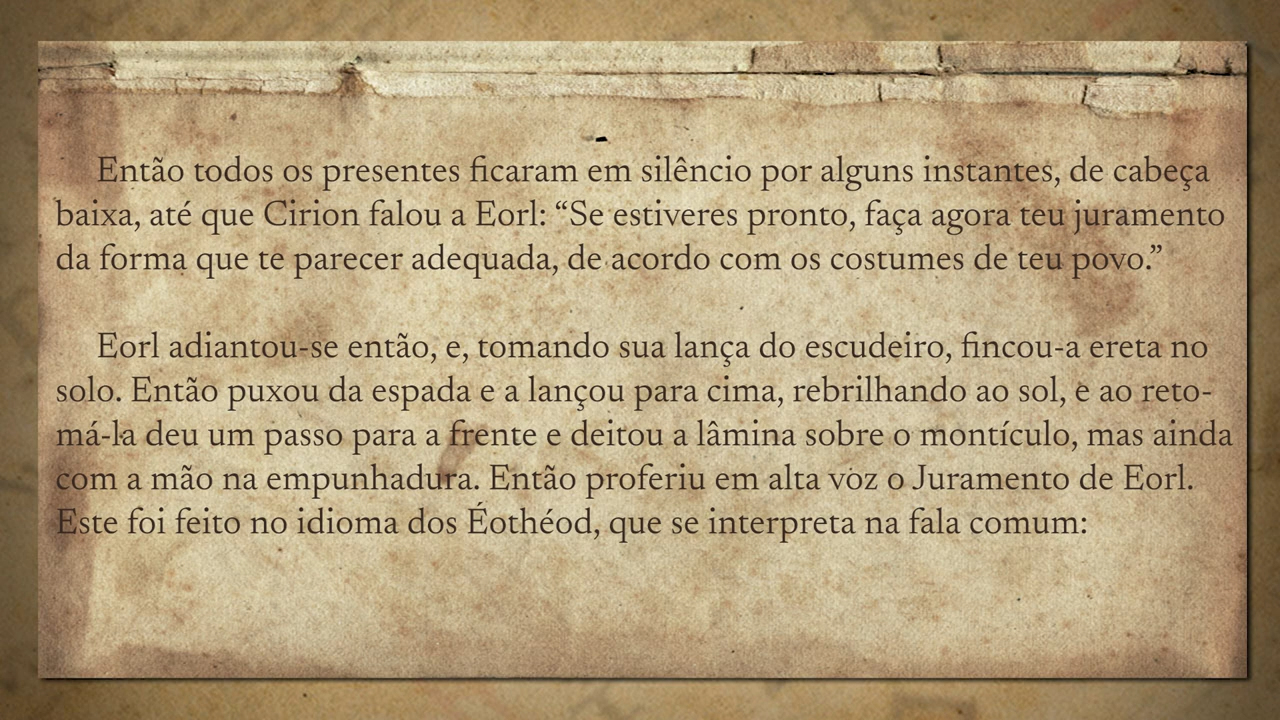 Então todos os presentes ficaram em silêncio por alguns instantes, de cabeça
baixa, até que Cirion falou a Eorl: “Se estiveres pronto, faça agora teu juramento
da forma que te parecer adequada, de acordo com os costumes de teu povo.”
Eorl adiantou-se então, e, tomando sua lança do escudeiro, fincou-a ereta no
solo. Então puxou da espada e a lançou para cima, rebrilhando ao sol, e ao reto-
má-la deu um passo para a frente e deitou a lâmina sobre o montículo, mas ainda
com a mão na empunhadura. Então proferiu em alta voz o Juramento de Eorl.
Este foi feito no idioma dos Éothéod, que se interpreta na fala comum: